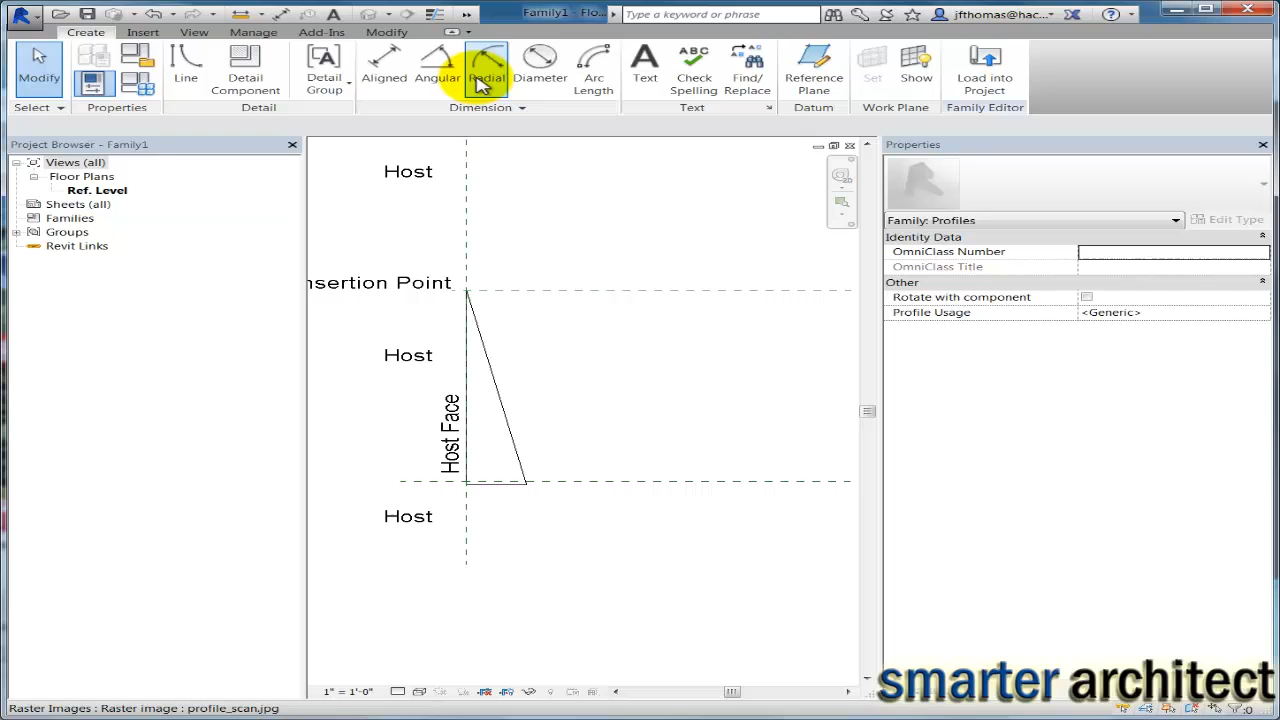 Family1 - Flo...
Type a keyword or phrase
jfthomas@hac...
Create Insert View Manage Add-Ins Modify
Modify Line Detail Component Detail Group Aligned Angular Radial Diameter Arc Length Text Check Spelling Find/ Replace Reference Plane Set Show Load into Project
Select Properties Detail Dimension Text Datum Work Plane Family Editor
Project Browser - Family1
Views (all)
Floor Plans
Ref. Level
Sheets (all)
Families
Groups
Revit Links
Host
nsertion Point
Host
Host Face
Host
Properties
Family: Profiles
Edit Type
Identity Data
OmniClass Number
OmniClass Title
Other
Rotate with component
Profile Usage <Generic>
1" = 1'-0"
smarter architect
Raster Images : Raster image : profile_scan.jpg
:0